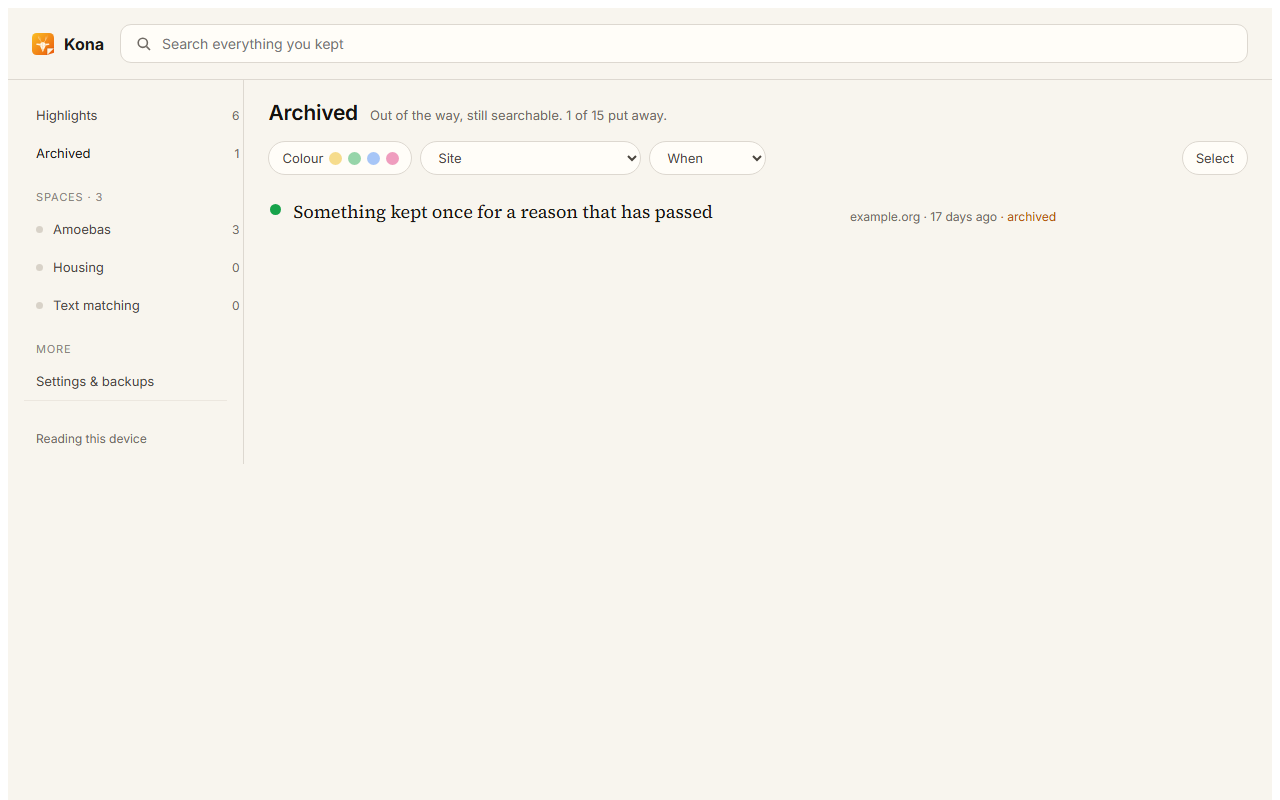 Kona
Search everything you kept
Highlights 6
Archived 1
SPACES · 3
Amoebas 3
Housing 0
Text matching 0
MORE
Settings & backups
Reading this device
Archived Out of the way, still searchable. 1 of 15 put away.
Colour Site When Select
Something kept once for a reason that has passed example.org · 17 days ago · archived